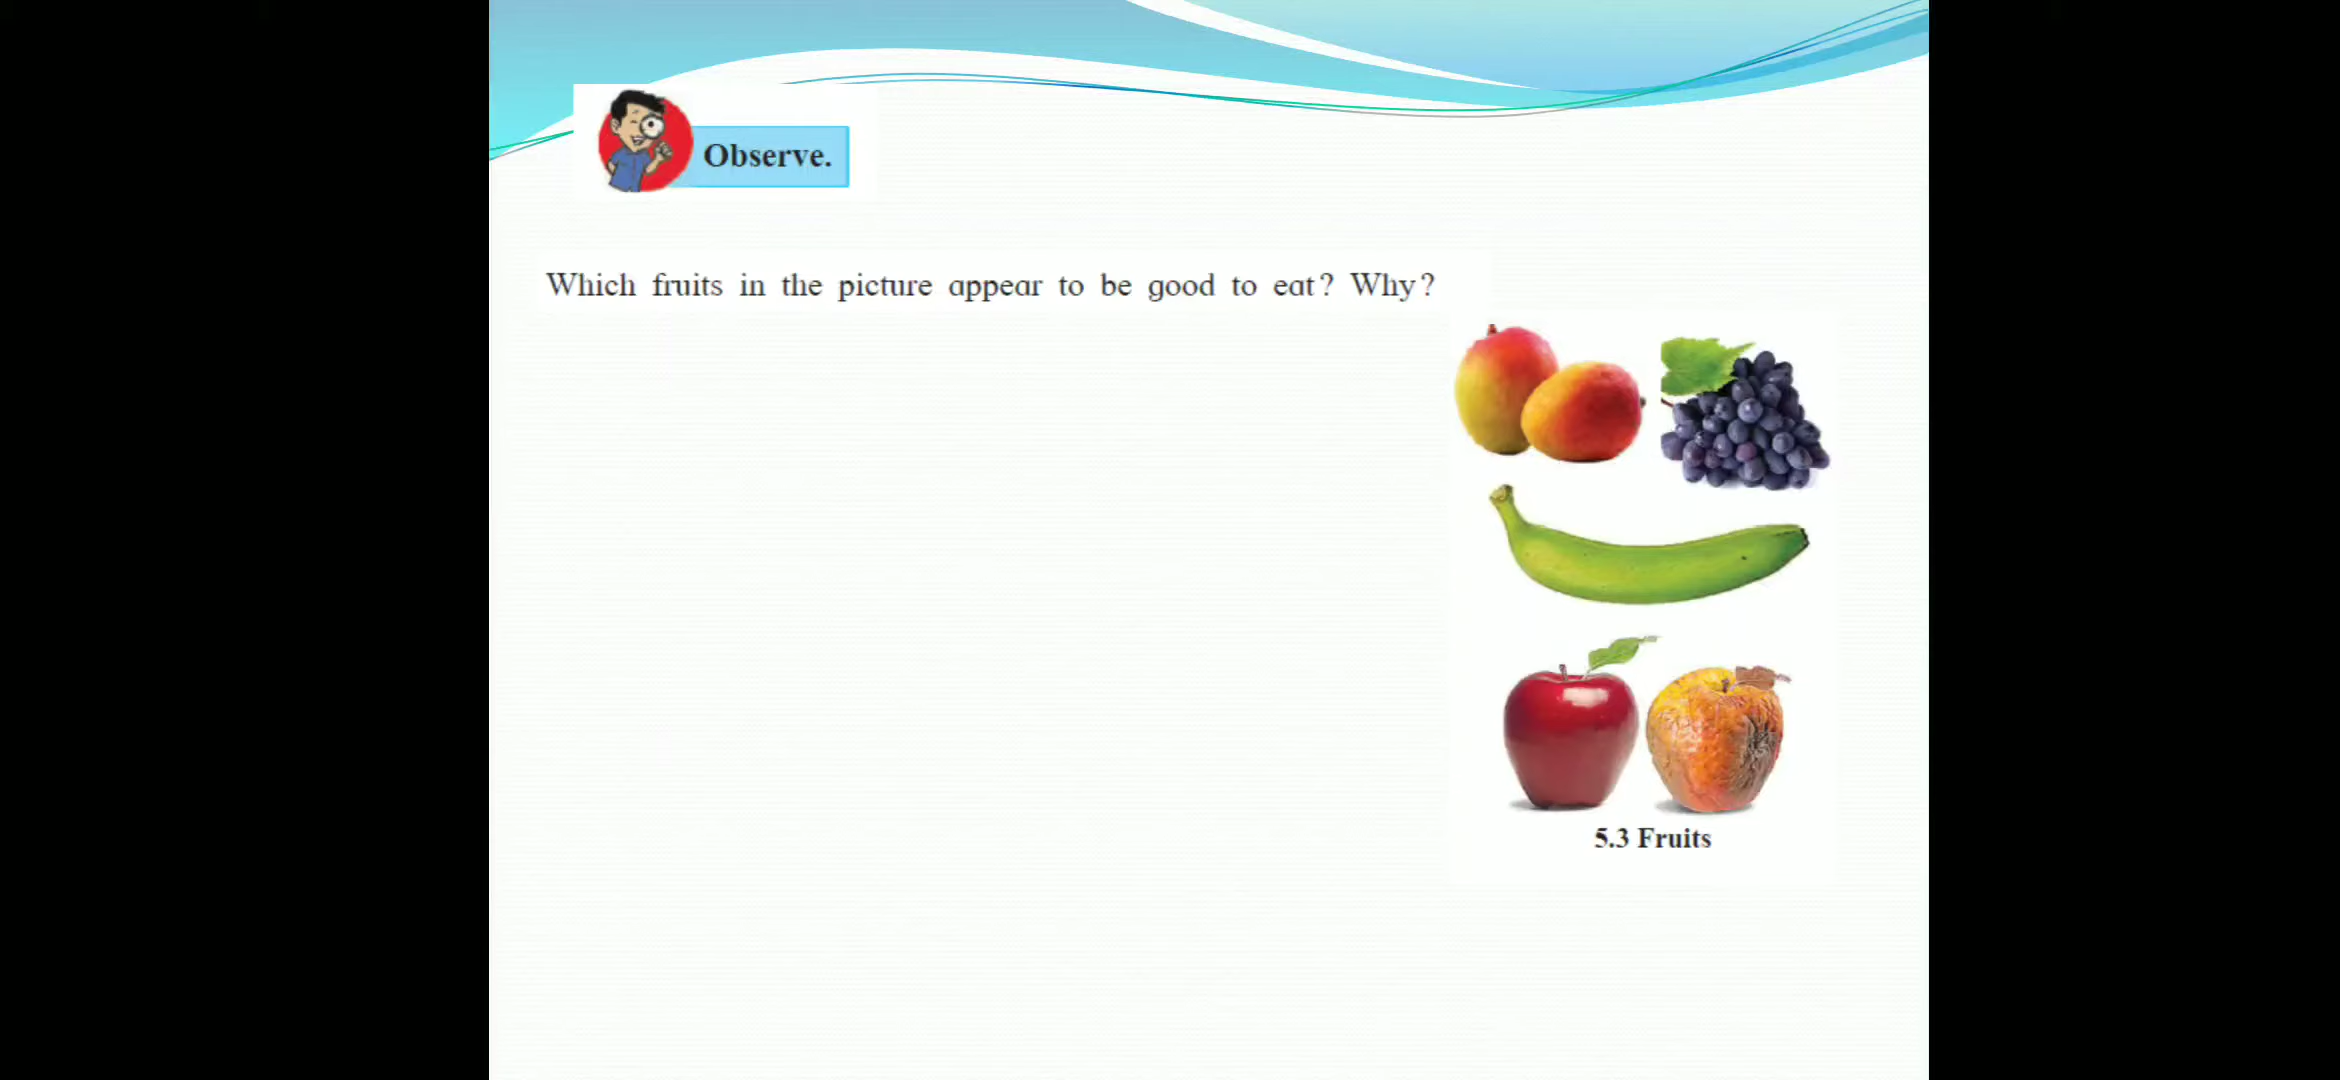 Observe.
Which fruits in the picture appear to be good to eat? Why?
5.3 Fruits